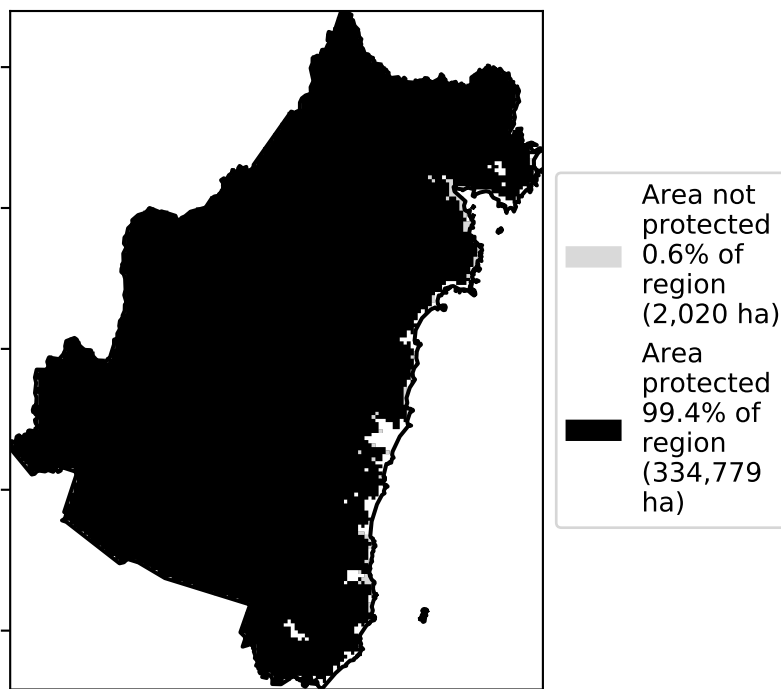 Area not
protected
0.6% of
region
(2,020 ha)
Area
protected
99.4% of
region
(334,779
ha)